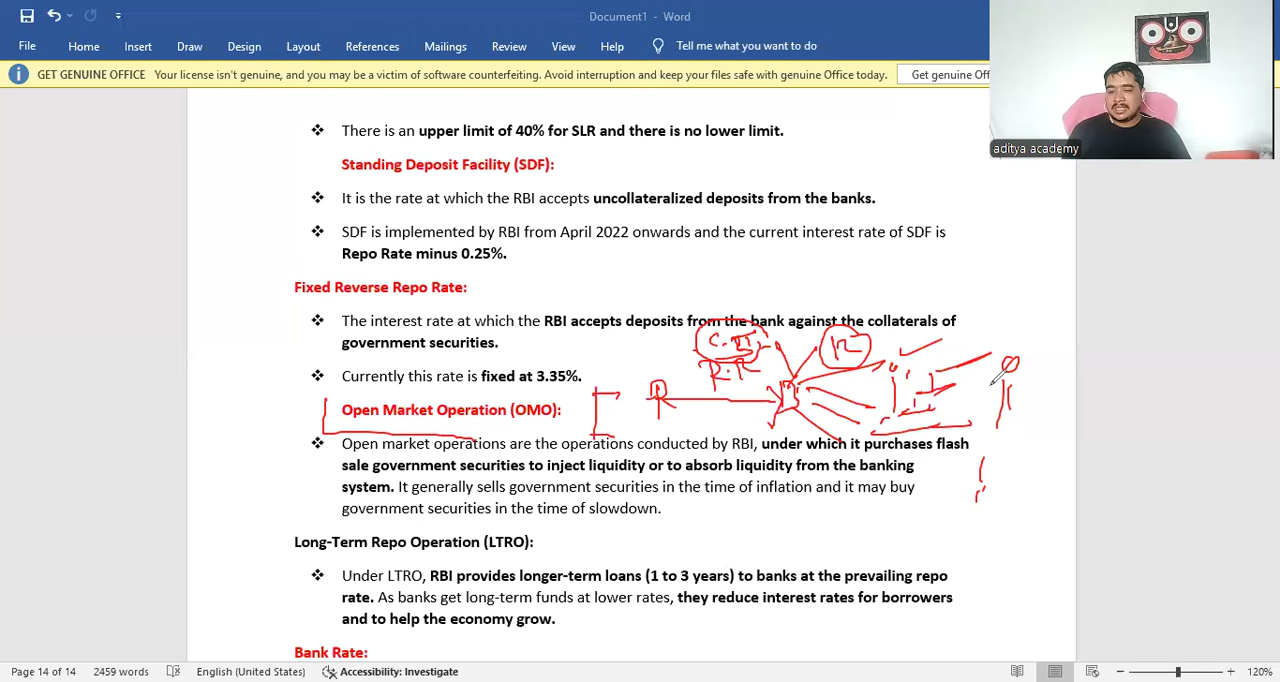 Document1 - Word
File Home Insert Draw Design Layout References Mailings Review View Help Tell me what you want to do
GET GENUINE OFFICE Your license isn't genuine, and you may be a victim of software counterfeiting. Avoid interruption and keep your files safe with genuine Office today. Get genuine Off
aditya academy
❖ There is an upper limit of 40% for SLR and there is no lower limit.
Standing Deposit Facility (SDF):
❖ It is the rate at which the RBI accepts uncollateralized deposits from the banks.
❖ SDF is implemented by RBI from April 2022 onwards and the current interest rate of SDF is
Repo Rate minus 0.25%.
Fixed Reverse Repo Rate:
❖ The interest rate at which the RBI accepts deposits from the bank against the collaterals of
government securities.
❖ Currently this rate is fixed at 3.35%.
R.R
Open Market Operation (OMO):
❖ Open market operations are the operations conducted by RBI, under which it purchases flash
sale government securities to inject liquidity or to absorb liquidity from the banking
system. It generally sells government securities in the time of inflation and it may buy
government securities in the time of slowdown.
Long-Term Repo Operation (LTRO):
❖ Under LTRO, RBI provides longer-term loans (1 to 3 years) to banks at the prevailing repo
rate. As banks get long-term funds at lower rates, they reduce interest rates for borrowers
and to help the economy grow.
Bank Rate:
Page 14 of 14 2459 words English (United States) Accessibility: Investigate 120%